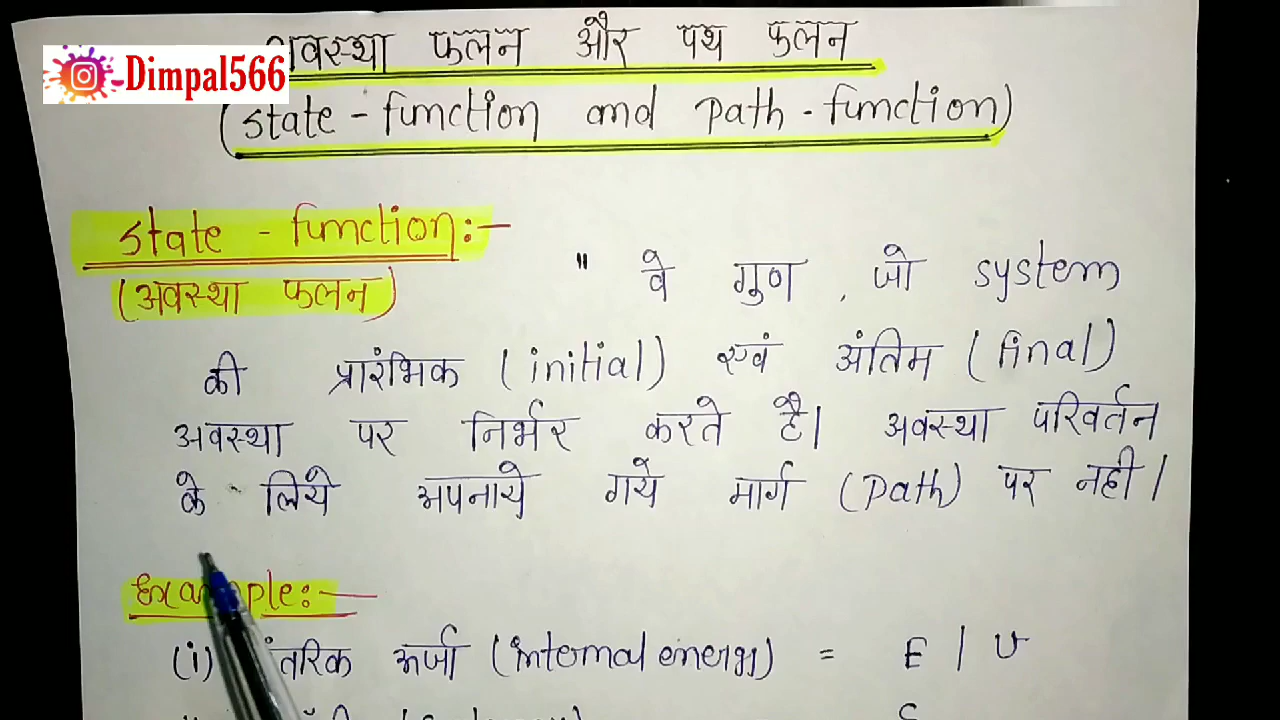 अवस्था फलन और पथ फलन
Dimpal566
(state - function and path - function)
state - function:-
(अवस्था फलन)
" वे गुण , जो system
की प्रारंभिक (initial) एवं अंतिम (final)
अवस्था पर निर्भर करते है। अवस्था परिवर्तन
के लिये अपनाये गये मार्ग (path) पर नही।
Example:-
(i) आंतरिक ऊर्जा (internal energy) = E / U